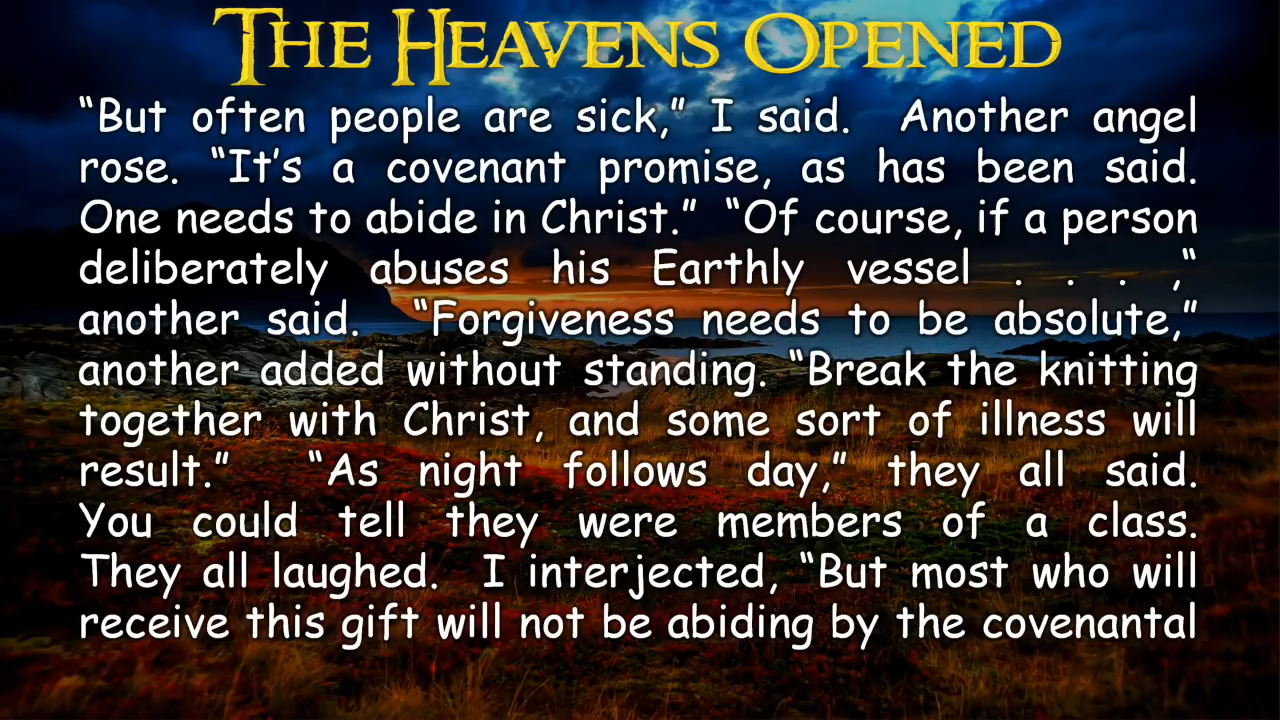 THE HEAVENS OPENED
“But often people are sick,” I said. Another angel
rose. “It’s a covenant promise, as has been said.
One needs to abide in Christ.” “Of course, if a person
deliberately abuses his Earthly vessel . . . ,“
another said. “Forgiveness needs to be absolute,”
another added without standing. “Break the knitting
together with Christ, and some sort of illness will
result.” “As night follows day,” they all said.
You could tell they were members of a class.
They all laughed. I interjected, “But most who will
receive this gift will not be abiding by the covenantal